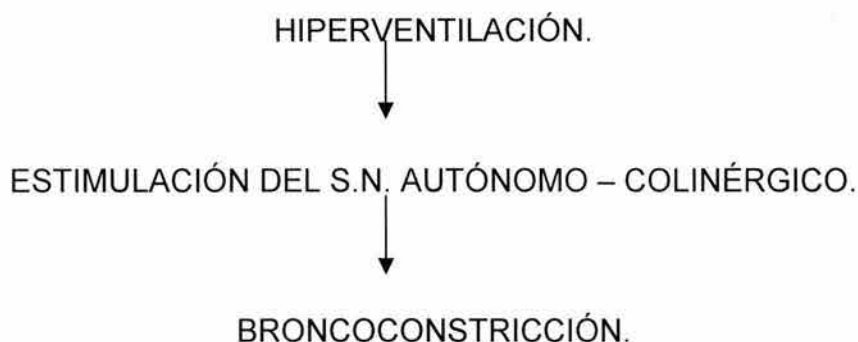 HIPERVENTILACIÓN.
ESTIMULACIÓN DEL S.N. AUTÓNOMO – COLINÉRGICO.
BRONCOCONSTRICCIÓN.